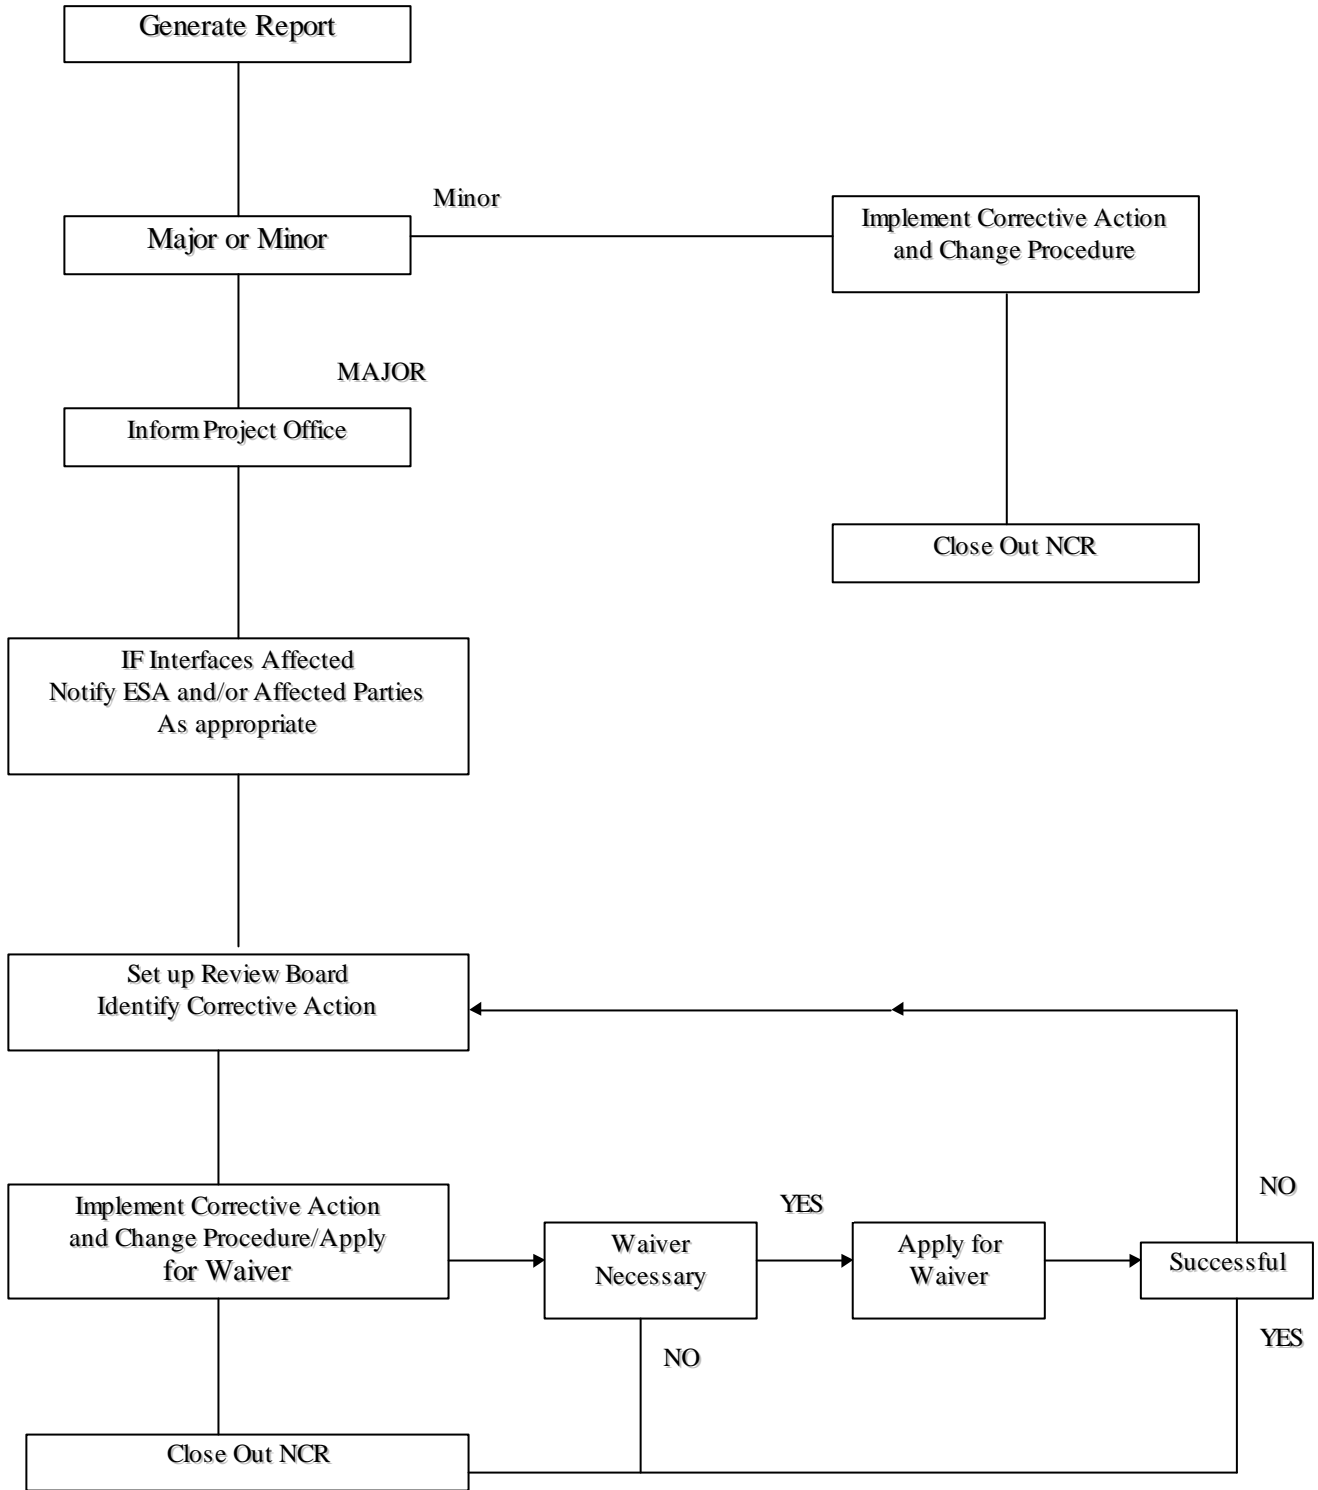 Generate Report
Minor
Major or Minor
Implement Corrective Action
and Change Procedure
MAJOR
Inform Project Office
Close Out NCR
IF Interfaces Affected
Notify ESA and/or Affected Parties
As appropriate
Set up Review Board
Identify Corrective Action
Implement Corrective Action
and Change Procedure/Apply
for Waiver
Waiver
Necessary
YES
Apply for
Waiver
Successful
NO
YES
NO
Close Out NCR